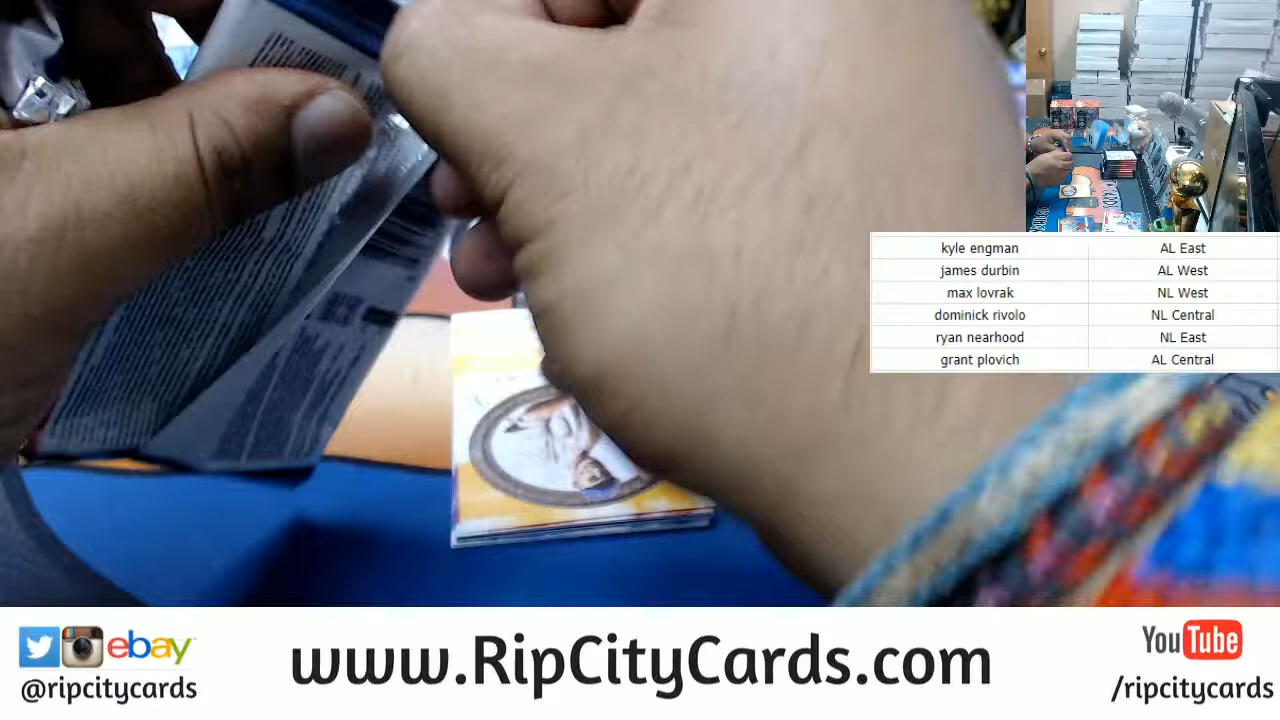 kyle engman AL East
james durbin AL West
max lovrak NL West
dominick rivolo NL Central
ryan nearhood NL East
grant plovich AL Central
ebay
@ripcitycards
www.RipCityCards.com
YouTube
/ripcitycards